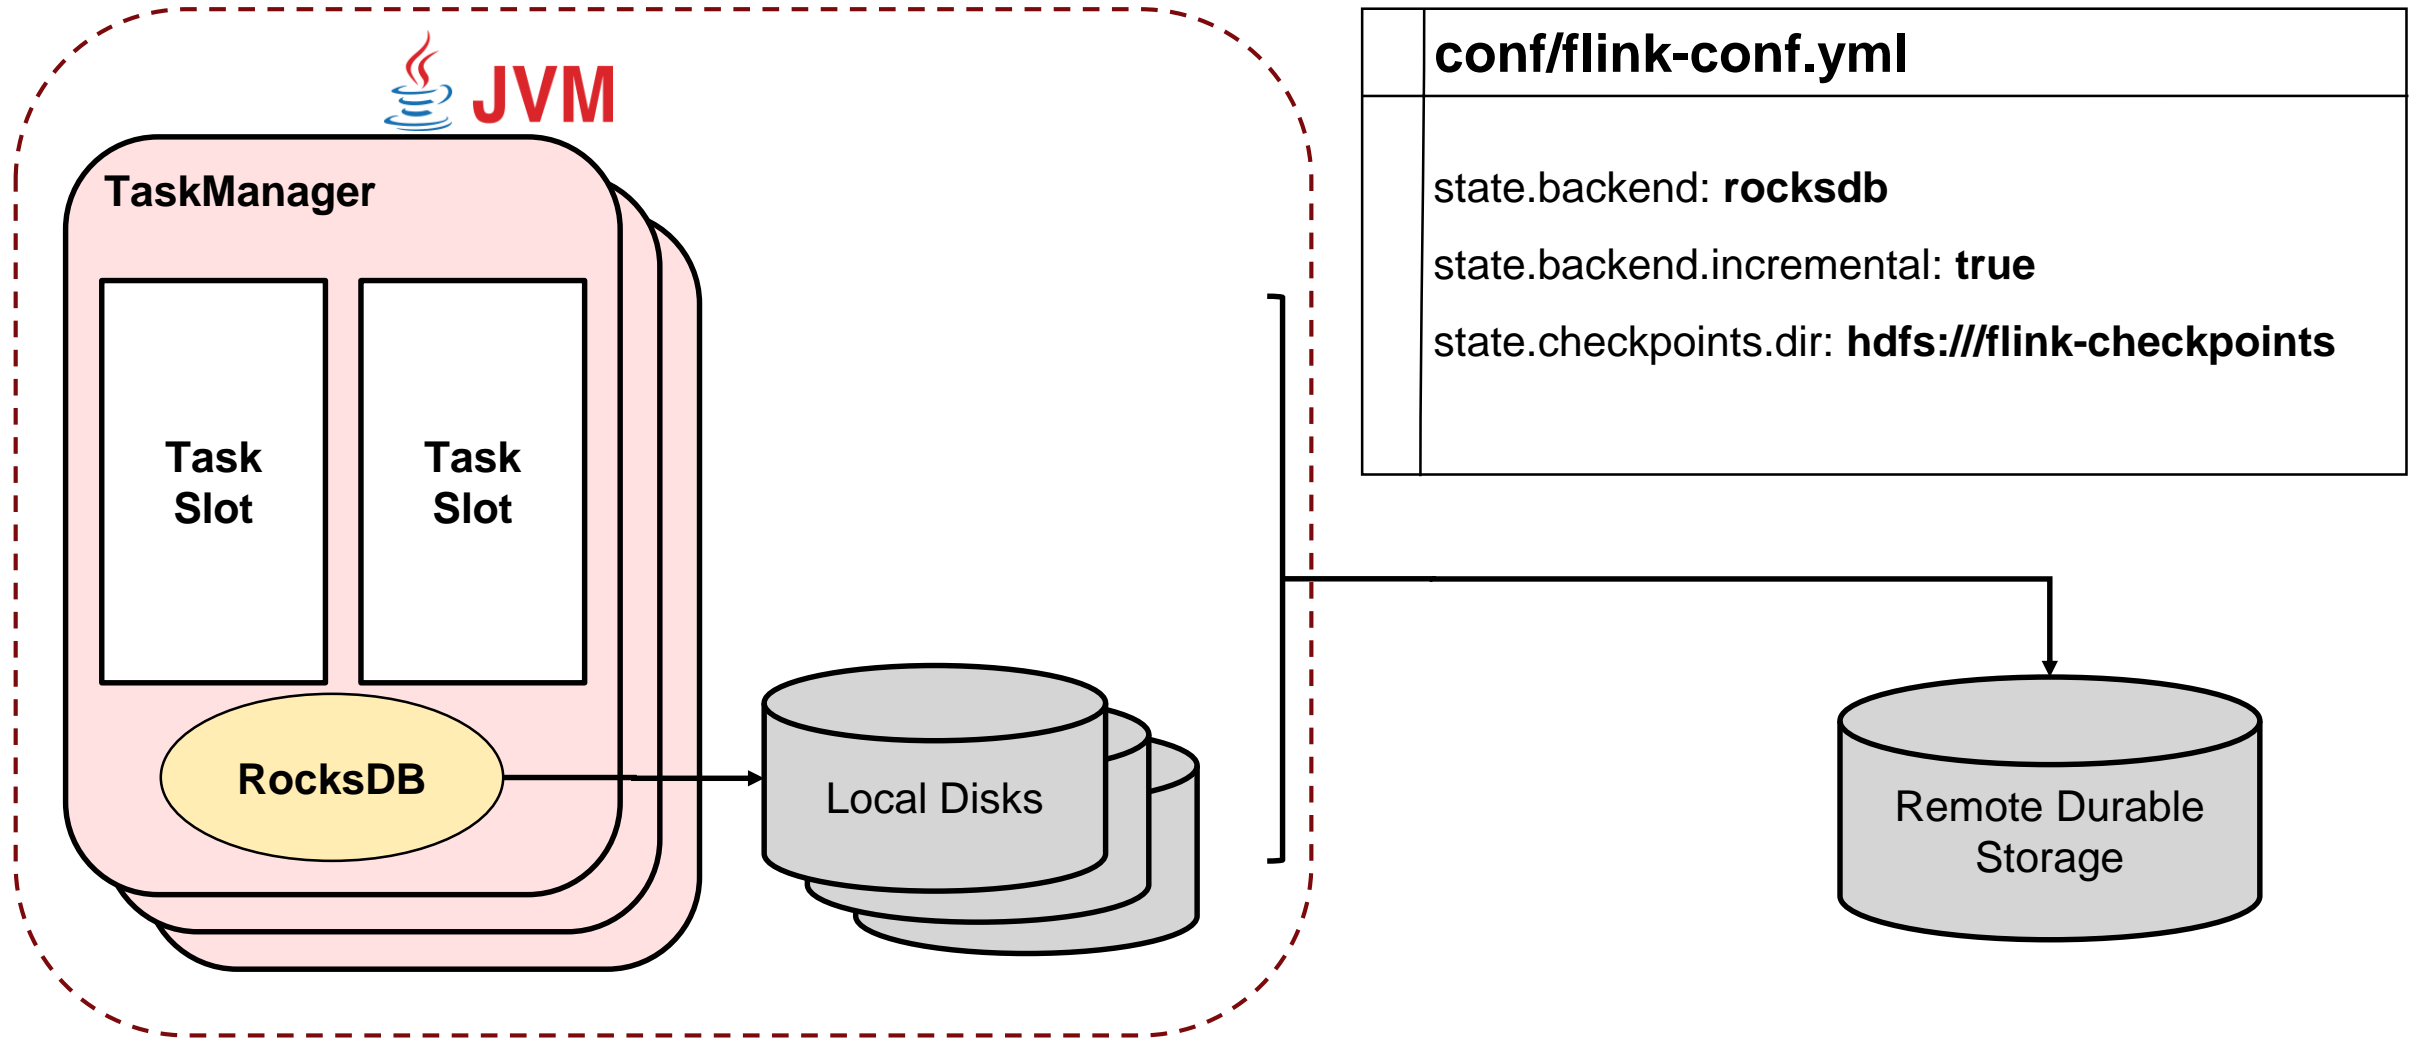 JVM
TaskManager
Task
Slot
Task
Slot
RocksDB
Local Disks
conf/flink-conf.yml
state.backend: rocksdb
state.backend.incremental: true
state.checkpoints.dir: hdfs:///flink-checkpoints
Remote Durable
Storage